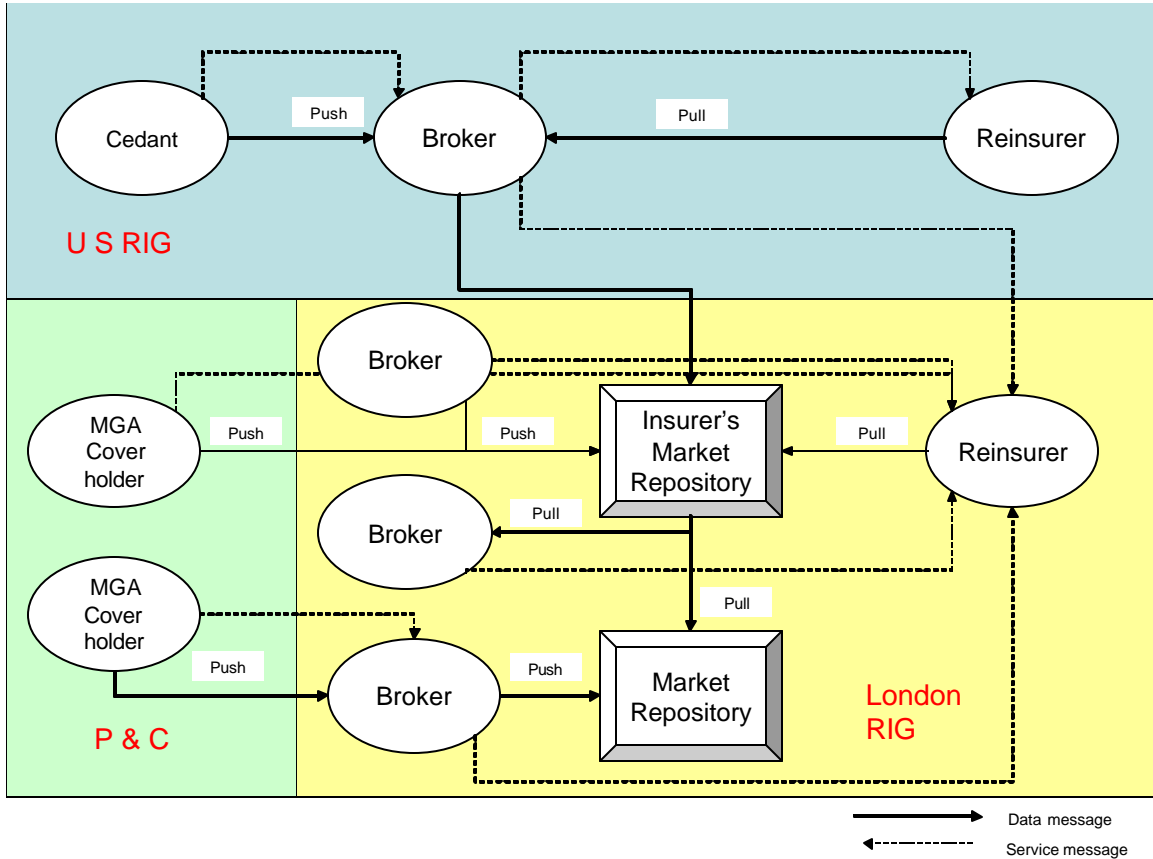 Push
Pull
Cedant
Broker
Reinsurer
U S RIG
Broker
MGA
Cover
holder
Push
Push
Insurer's
Market
Repository
Pull
Reinsurer
Broker
Pull
MGA
Cover
holder
Pull
Push
Push
Broker
Market
Repository
London
RIG
P & C
Data message
Service message